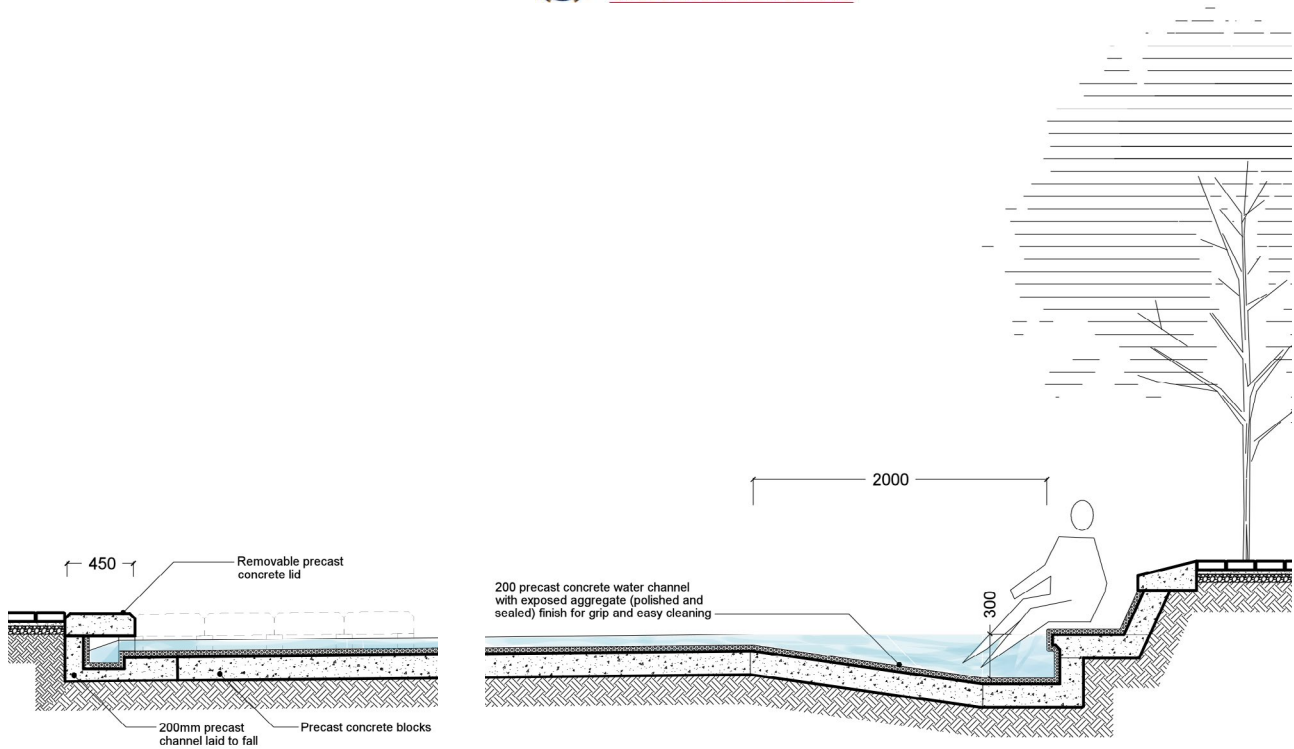 2000
450
Removable precast
concrete lid
200 precast concrete water channel
with exposed aggregate (polished and
sealed) finish for grip and easy cleaning
300
200mm precast
channel laid to fall
Precast concrete blocks